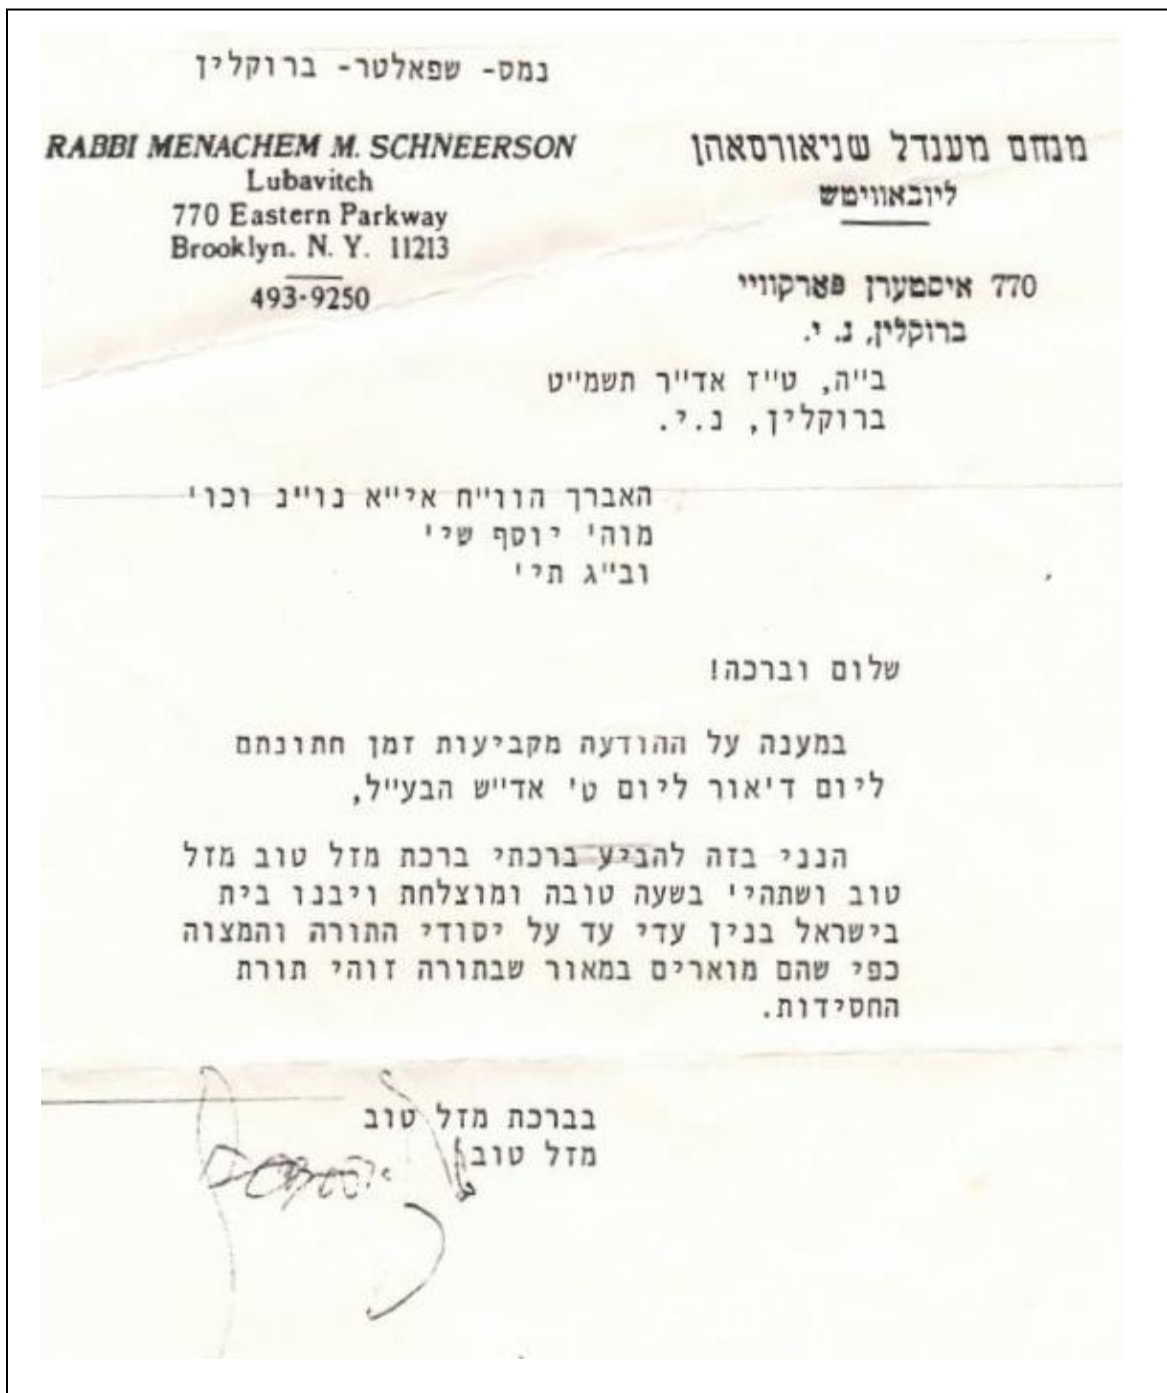 נמס- שפאלטר- ברוקלין
RABBI MENACHEM M. SCHNEERSON
Lubavitch
770 Eastern Parkway
Brooklyn. N. Y. 11213
493-9250
מנחם מענדל שניאורסאהן
ליובאוויטש
770 איסטערן פארקוויי
ברוקלין, נ. י.
ב"ה, ט"ז אד"ר תשמ"ט
ברוקלין, נ.י.
האברך הוו"ח אי"א נו"נ וכו'
מוה' יוסף שי'
וב"ג תי'
שלום וברכה!
במענה על ההודעה מקביעות זמן חתונתם
ליום ד'אור ליום ט' אד"ש הבע"ל,
הנני בזה להביע ברכתי ברכת מזל טוב מזל
טוב ושתהי' בשעה טובה ומוצלחת ויבנו בית
בישראל בנין עדי עד על יסודי התורה והמצוה
כפי שהם מוארים במאור שבתורה זוהי תורת
החסידות.
בברכת מזל טוב
מזל טוב